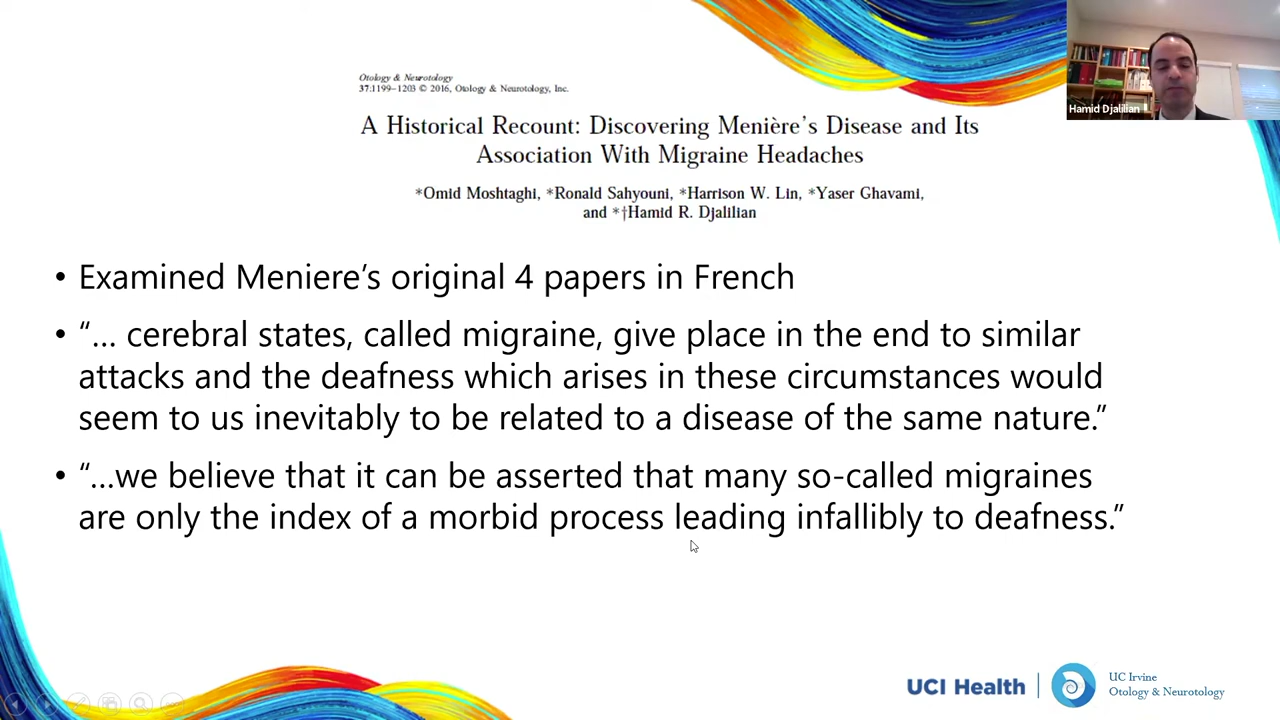 Hamid Djalilian
Otology & Neurotology
37:1199–1203 © 2016, Otology & Neurotology, Inc.
A Historical Recount: Discovering Menière’s Disease and Its
Association With Migraine Headaches
*Omid Moshtaghi, *Ronald Sahyouni, *Harrison W. Lin, *Yaser Ghavami,
and *†Hamid R. Djalilian
• Examined Meniere’s original 4 papers in French
• “… cerebral states, called migraine, give place in the end to similar
attacks and the deafness which arises in these circumstances would
seem to us inevitably to be related to a disease of the same nature.”
• “…we believe that it can be asserted that many so-called migraines
are only the index of a morbid process leading infallibly to deafness.”
UCI Health
UC Irvine
Otology & Neurotology